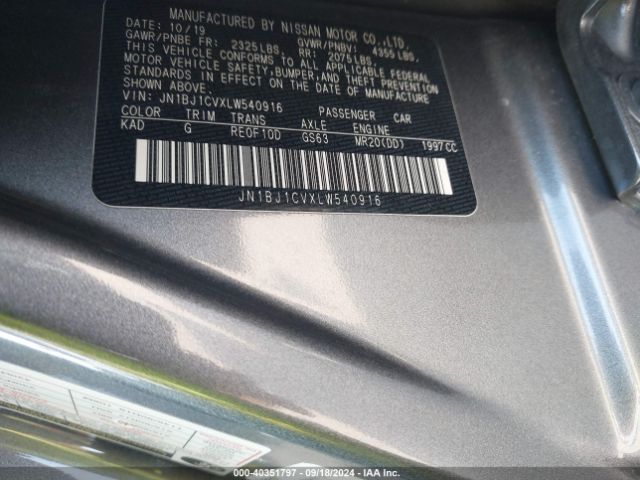 MANUFACTURED BY NISSAN MOTOR CO.,LTD.
DATE: 10/19 GVWR/PNBV: 4355 LBS.
GAWR/PNBE FR: 2325 LBS. RR: 2075 LBS.
THIS VEHICLE CONFORMS TO ALL APPLICABLE FEDERAL
MOTOR VEHICLE SAFETY, BUMPER, AND THEFT PREVENTION
STANDARDS IN EFFECT ON THE DATE OF MANUFACTURE
SHOWN ABOVE.
VIN: JN1BJ1CVXLW540916 PASSENGER CAR
COLOR TRIM TRANS AXLE ENGINE
KAD G RE0F10D GS63 MR20(DD) 1997 CC
JN1BJ1CVXLW540916
000-40351797 - 09/18/2024 - IAA Inc.